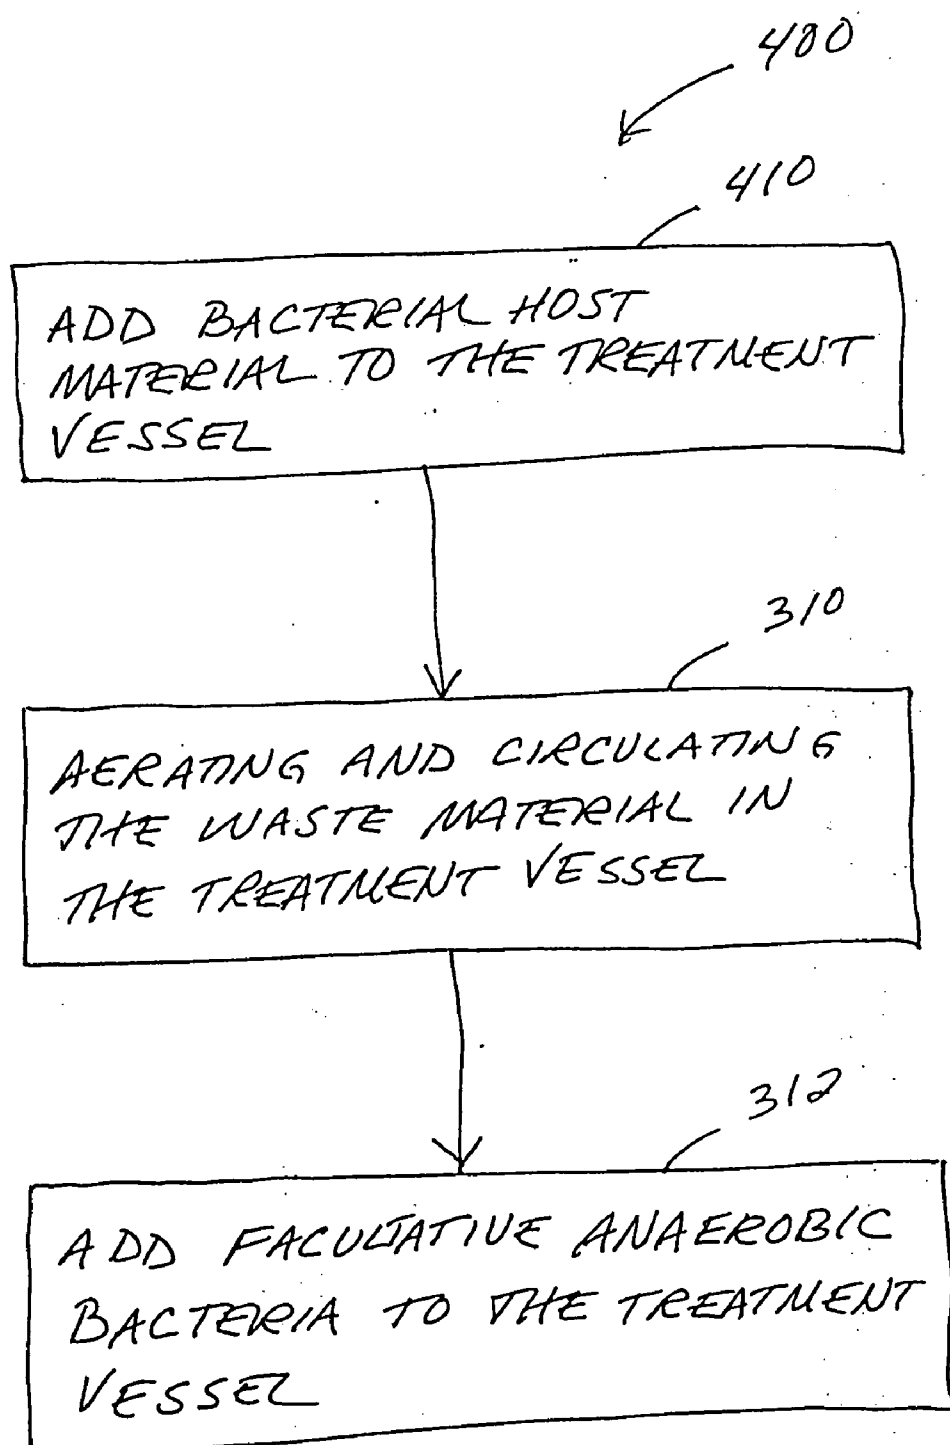 400
410
ADD BACTERIAL HOST
MATERIAL TO THE TREATMENT
VESSEL
310
AERATING AND CIRCULATING
THE WASTE MATERIAL IN
THE TREATMENT VESSEL
312
ADD FACULTATIVE ANAEROBIC
BACTERIA TO THE TREATMENT
VESSEL